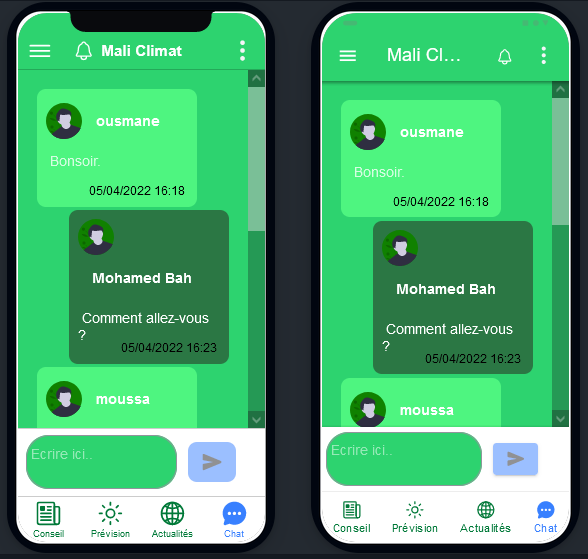 Mali Climat
ousmane
Bonsoir.
05/04/2022 16:18
Mohamed Bah
Comment allez-vous
?
05/04/2022 16:23
moussa
Ecrire ici..
Conseil Prévision Actualités Chat
Mali Cl...
ousmane
Bonsoir.
05/04/2022 16:18
Mohamed Bah
Comment allez-vous
?
05/04/2022 16:23
moussa
Ecrire ici..
Conseil Prévision Actualités Chat